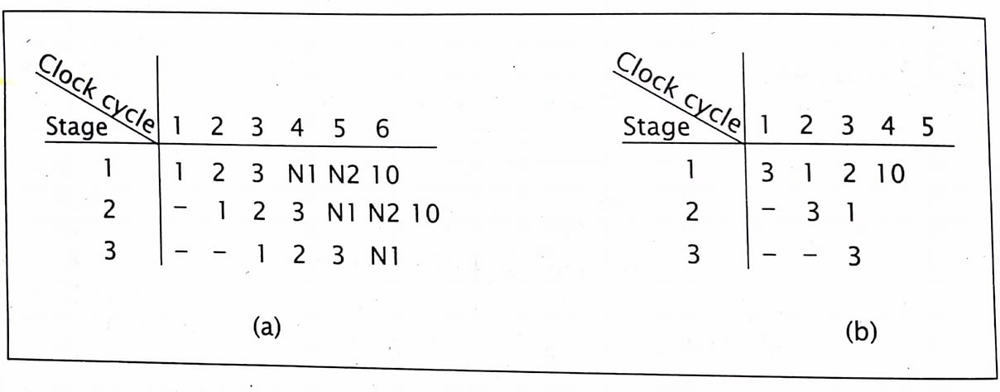 Clock cycle
Stage 1 2 3 4 5 6
1 1 2 3 N1 N2 10
2 – 1 2 3 N1 N2 10
3 – – 1 2 3 N1
(a)
Clock cycle
Stage 1 2 3 4 5
1 3 1 2 10
2 – 3 1
3 – – 3
(b)